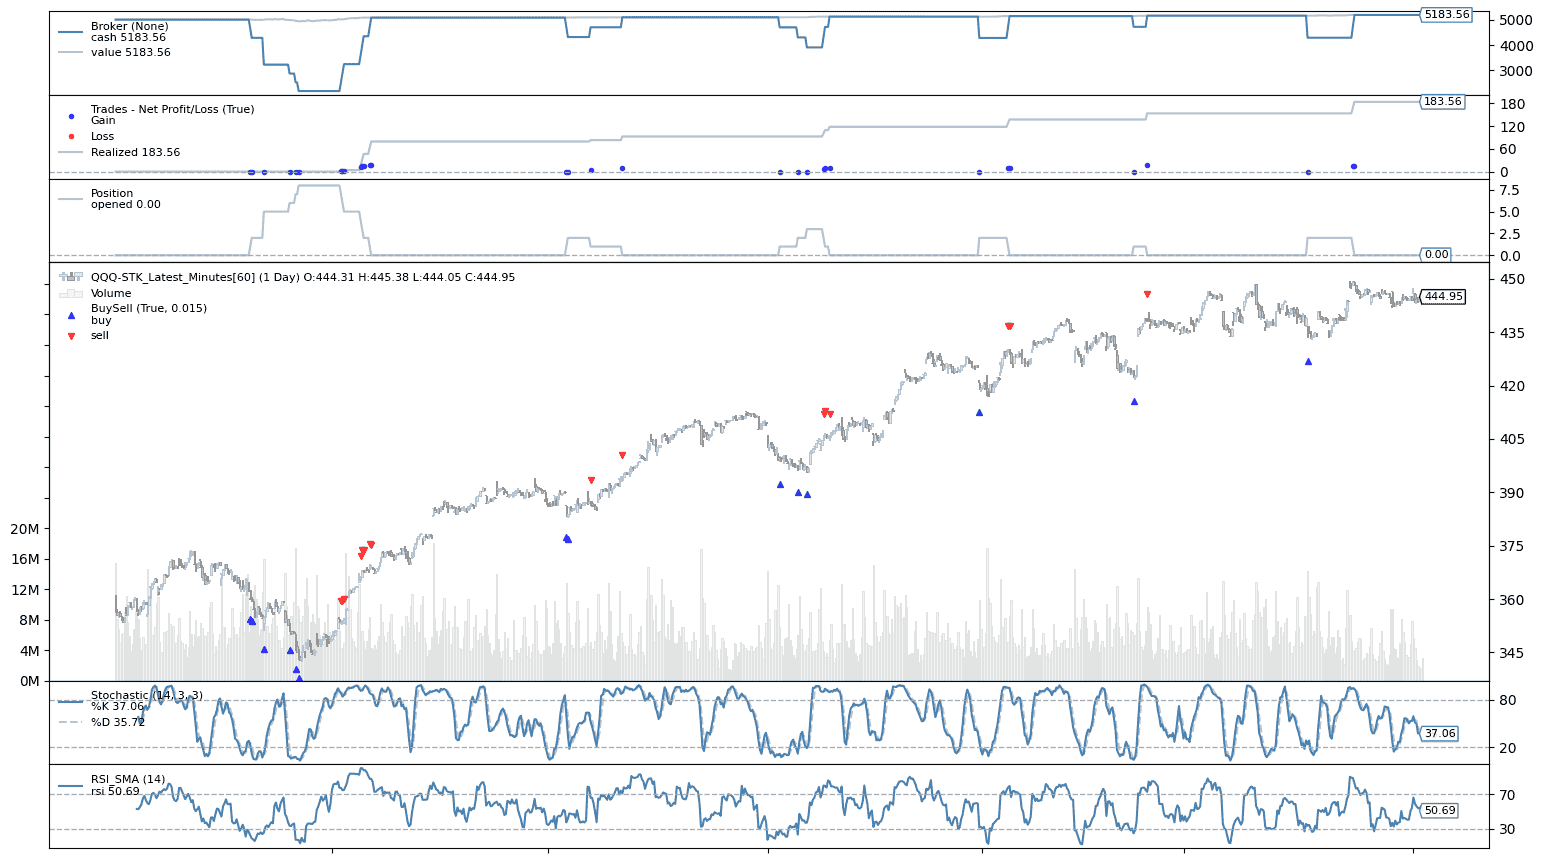 Broker (None)
cash 5183.56
value 5183.56
5183.56
5000
4000
3000
Trades - Net Profit/Loss (True)
Gain
Loss
Realized 183.56
183.56
180
120
60
0
Position
opened 0.00
7.5
5.0
2.5
0.0
0.00
QQQ-STK_Latest_Minutes[60] (1 Day) O:444.31 H:445.38 L:444.05 C:444.95
Volume
BuySell (True, 0.015)
buy
sell
450
444.95
435
420
405
390
375
360
345
20M
16M
12M
8M
4M
0M
Stochastic (14, 3, 3)
%K 37.06
%D 35.72
80
37.06
20
RSI_SMA (14)
rsi 50.69
70
50.69
30